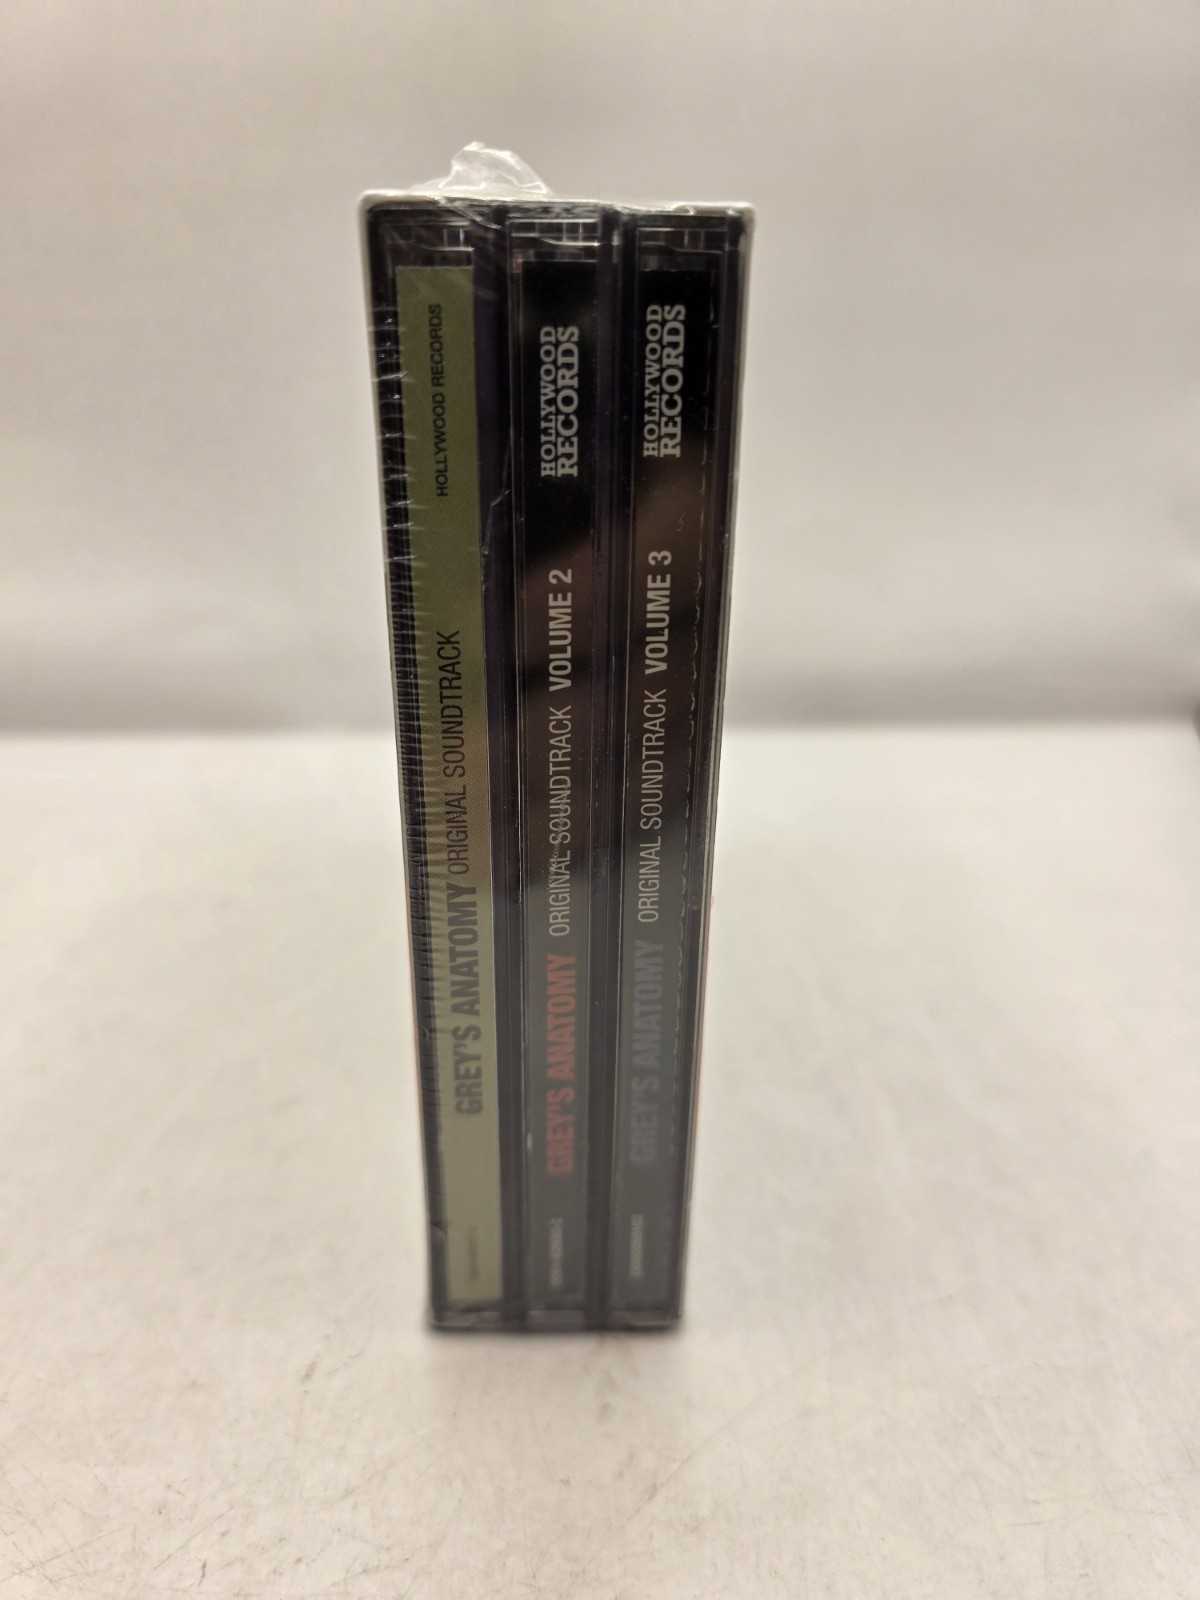 GREY'S ANATOMY ORIGINAL SOUNDTRACK
HOLLYWOOD RECORDS
GREY'S ANATOMY ORIGINAL SOUNDTRACK VOLUME 2
HOLLYWOOD
RECORDS
GREY'S ANATOMY ORIGINAL SOUNDTRACK VOLUME 3
HOLLYWOOD
RECORDS